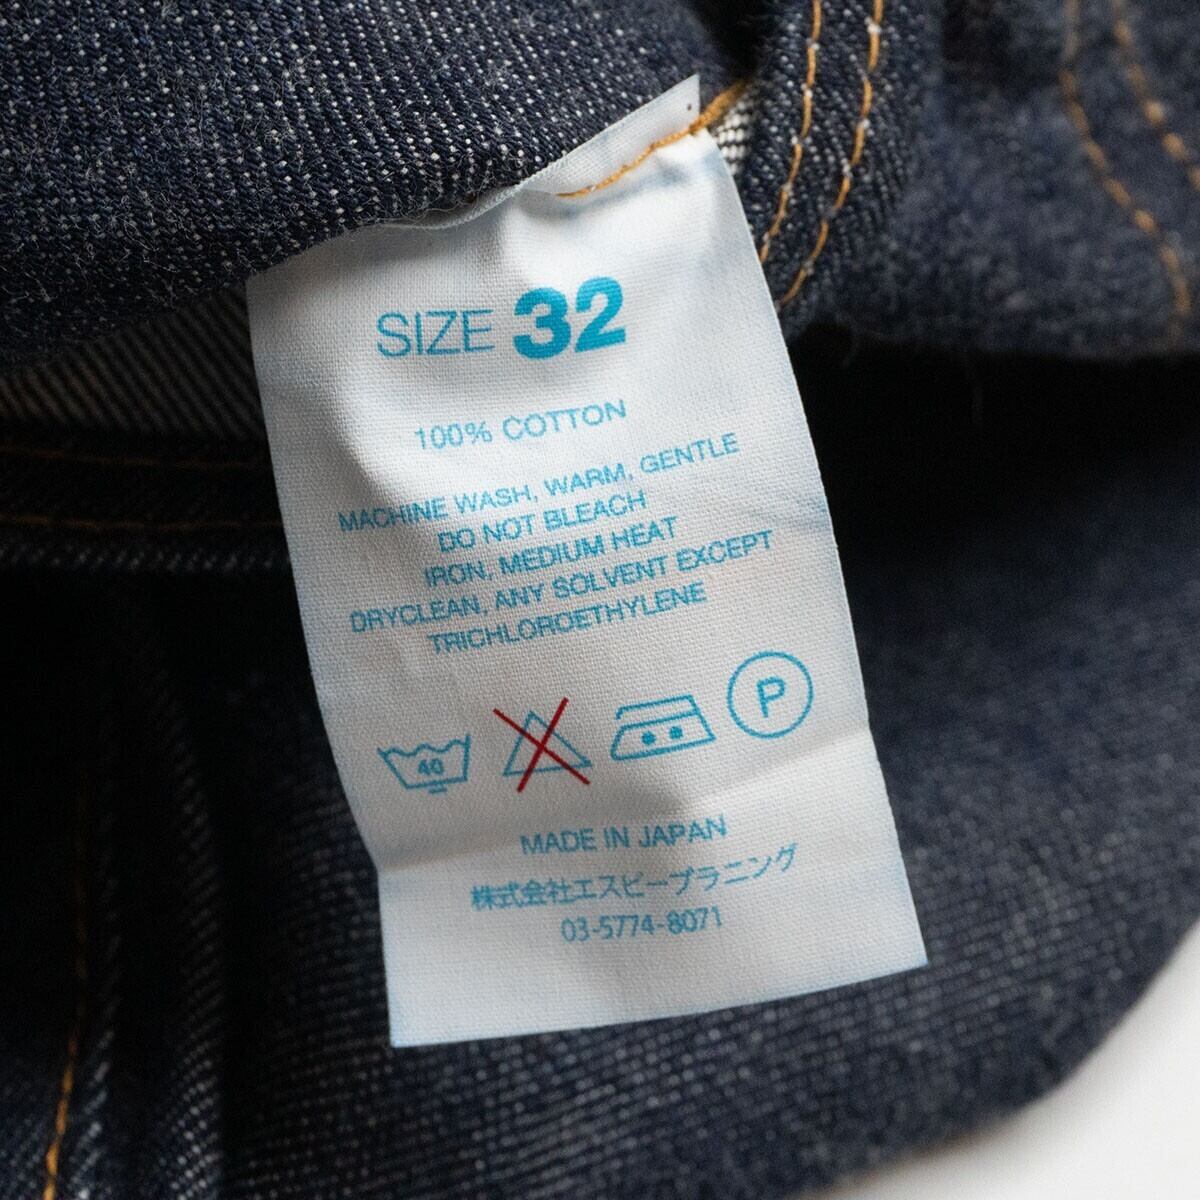 SIZE 32
100% COTTON
MACHINE WASH, WARM, GENTLE
DO NOT BLEACH
IRON, MEDIUM HEAT
DRYCLEAN, ANY SOLVENT EXCEPT
TRICHLOROETHYLENE
40
P
MADE IN JAPAN
株式会社エスピープラニング
03-5774-8071